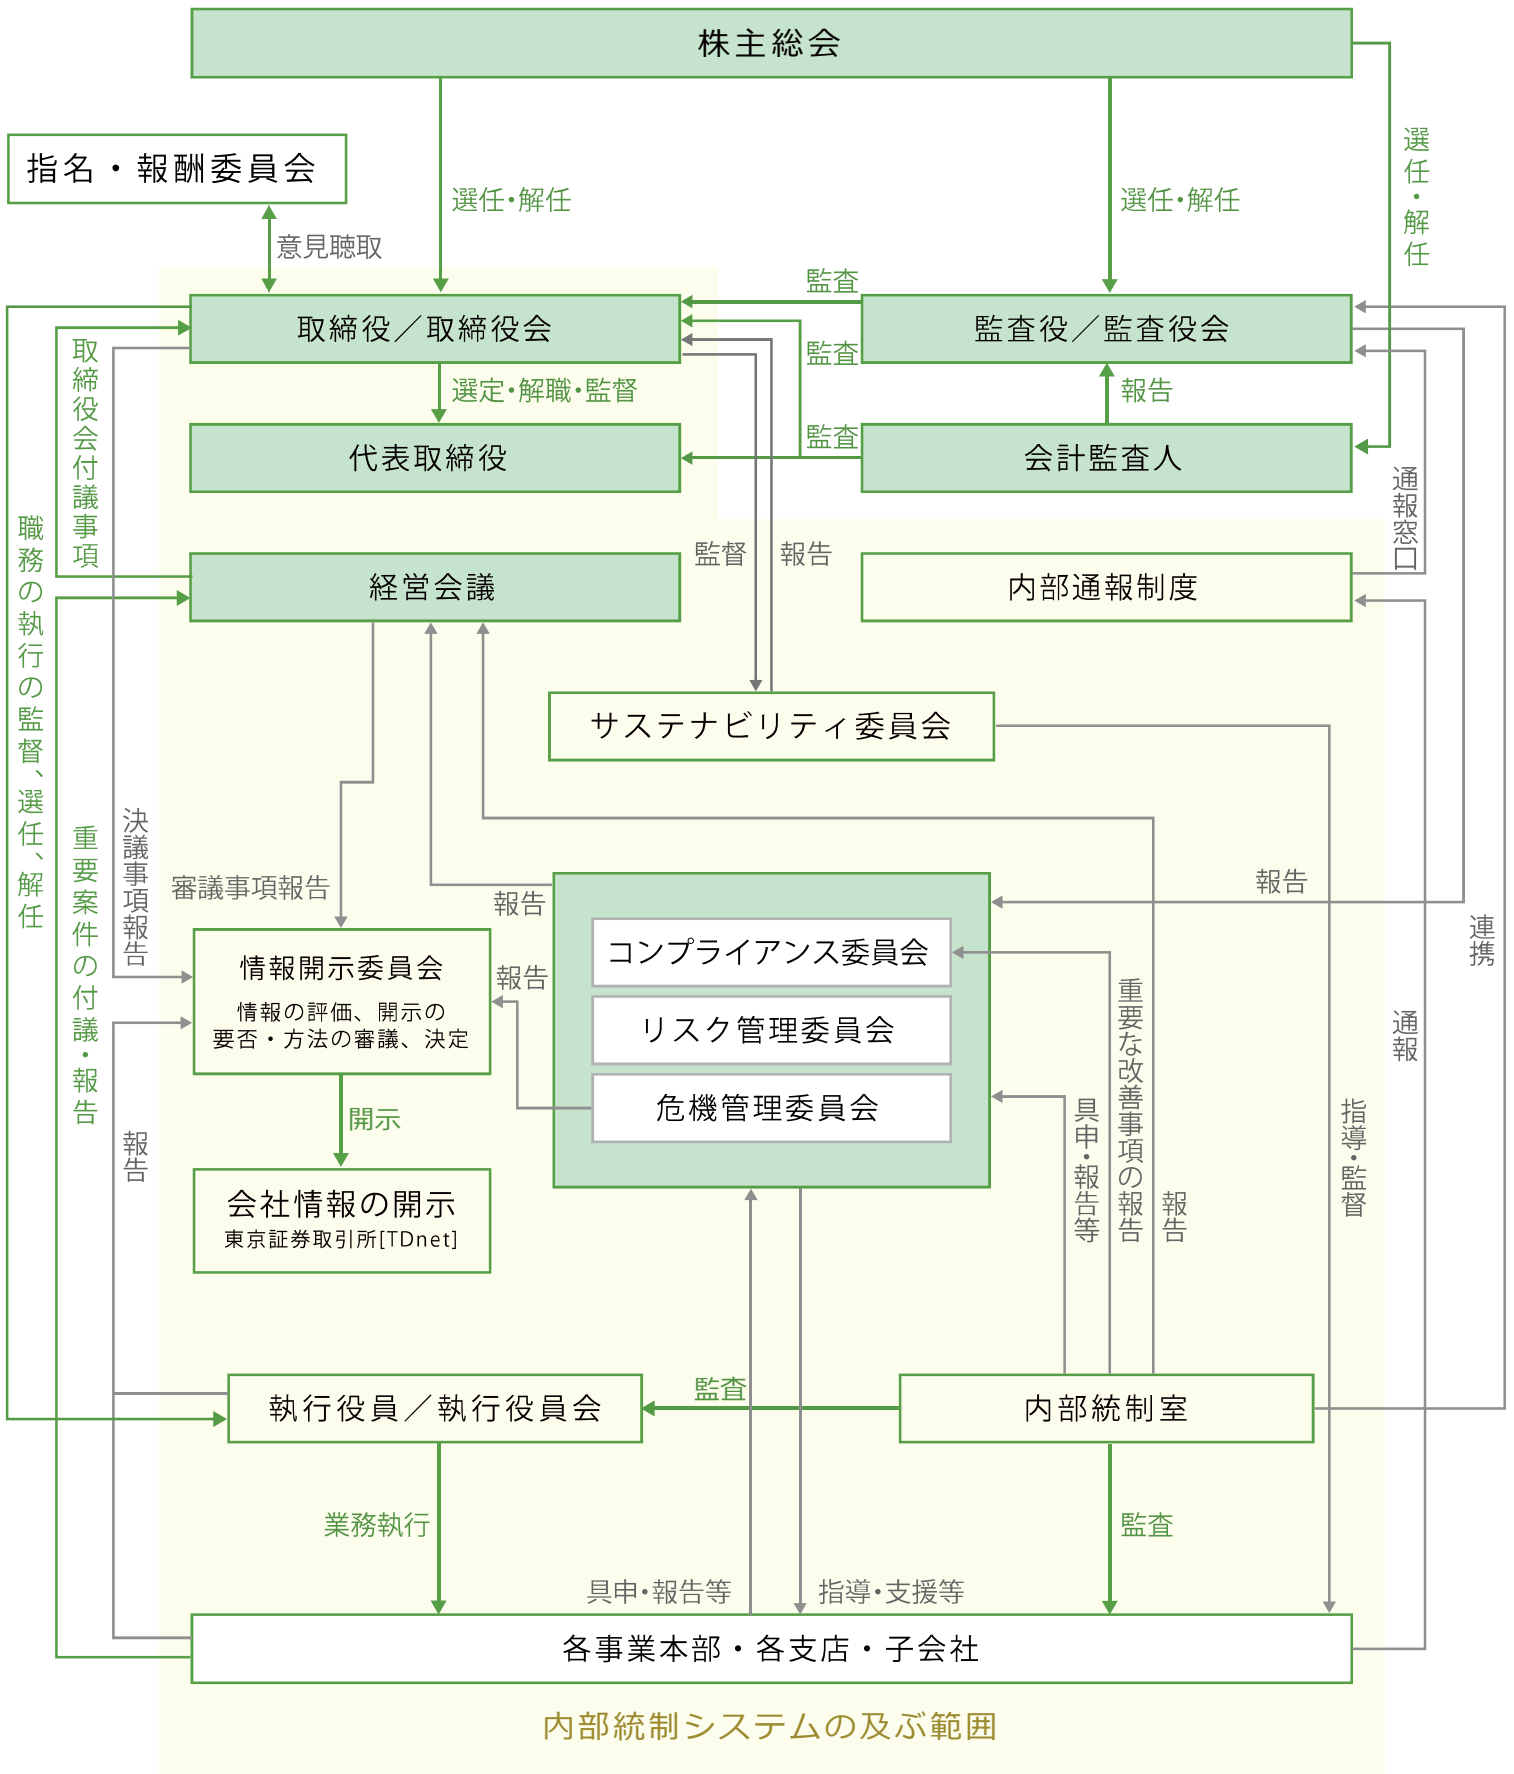 株主総会
指名・報酬委員会
選任・解任
選任・解任
選任・解任
意見聴取
監査
取締役／取締役会
監査役／監査役会
監査
選定・解職・監督
報告
取締役会付議事項
代表取締役
監査
会計監査人
通報窓口
職務の執行の監督、選任、解任
監督
報告
経営会議
内部通報制度
サステナビリティ委員会
決議事項報告
重要案件の付議・報告
審議事項報告
報告
報告
連携
コンプライアンス委員会
情報開示委員会
情報の評価、開示の
要否・方法の審議、決定
報告
リスク管理委員会
重要な改善事項の報告
通報
危機管理委員会
開示
具申・報告等
指導・監督
報告
報告
会社情報の開示
東京証券取引所[TDnet]
執行役員／執行役員会
監査
内部統制室
業務執行
監査
具申・報告等
指導・支援等
各事業本部・各支店・子会社
内部統制システムの及ぶ範囲